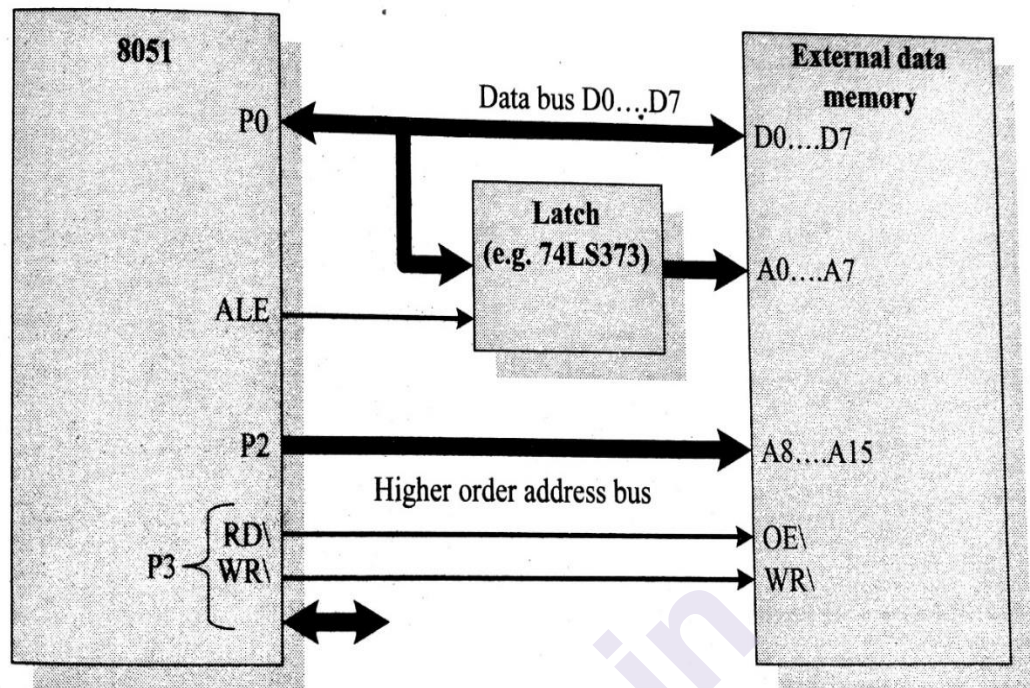 8051
External data
memory
P0
Data bus D0....D7
D0....D7
Latch
(e.g. 74LS373)
A0....A7
ALE
P2
A8....A15
Higher order address bus
P3
RD\
OE\
WR\
WR\
in